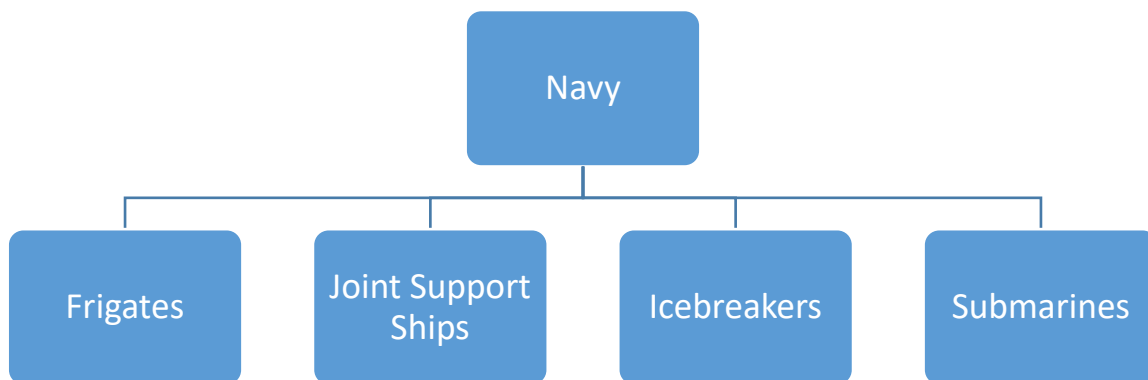 Navy
Frigates
Joint Support
Ships
Icebreakers
Submarines